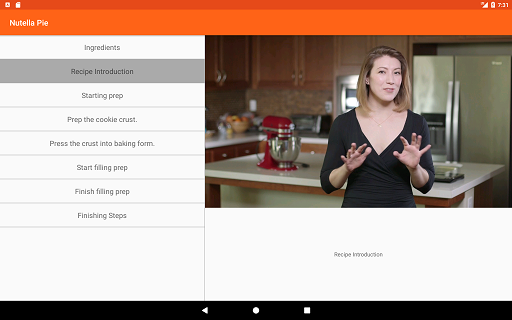 7:31
Nutella Pie
Ingredients
Recipe Introduction
Starting prep
Prep the cookie crust.
Press the crust into baking form.
Start filling prep
Finish filling prep
Finishing Steps
Recipe Introduction